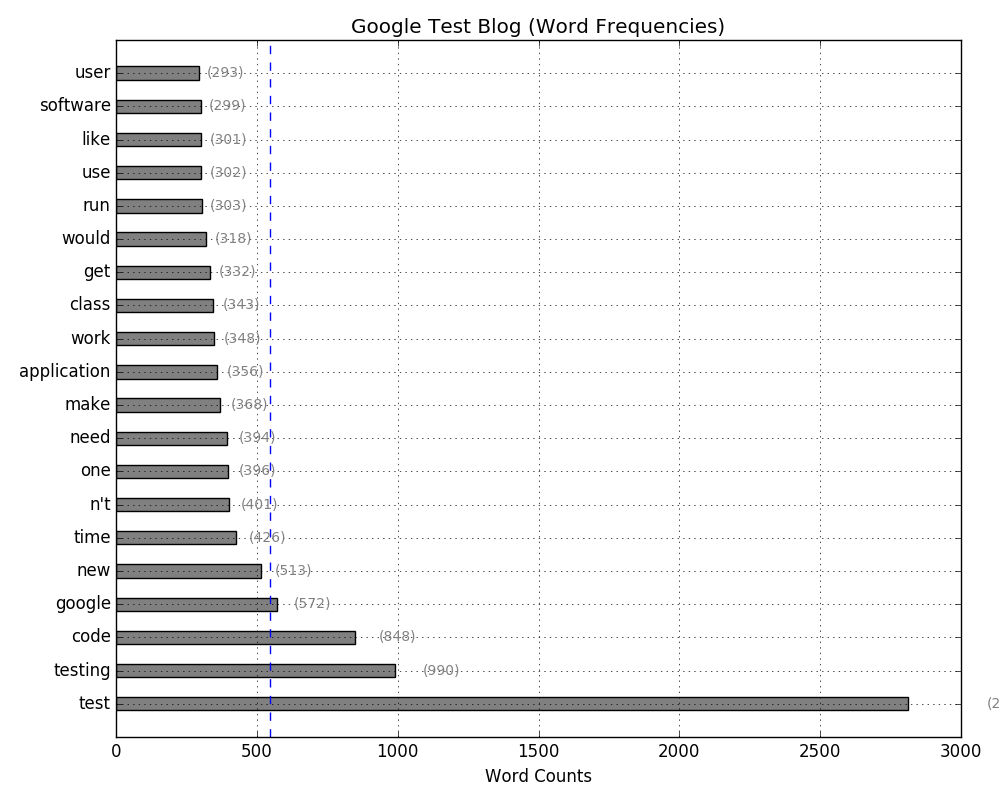 Google Test Blog (Word Frequencies)
user (293)
software (299)
like (301)
use (302)
run (303)
would (318)
get (332)
class (343)
work (348)
application (356)
make (368)
need (394)
one (396)
n't (401)
time (426)
new (513)
google (572)
code (848)
testing (990)
test (2
0 500 1000 1500 2000 2500 3000
Word Counts